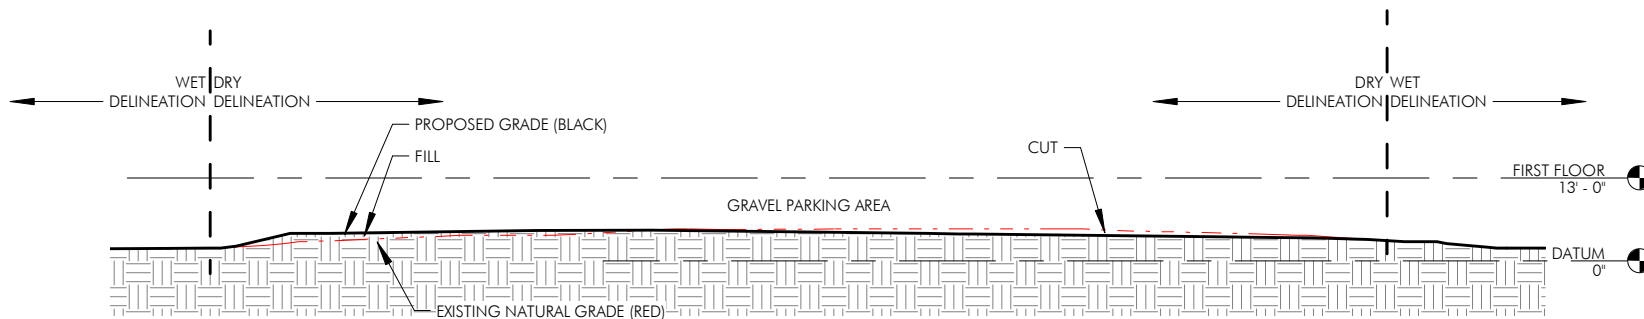 WET DRY
DELINEATION DELINEATION
DRY WET
DELINEATION DELINEATION
PROPOSED GRADE (BLACK)
FILL
CUT
FIRST FLOOR
13' - 0"
GRAVEL PARKING AREA
DATUM
0"
EXISTING NATURAL GRADE (RED)